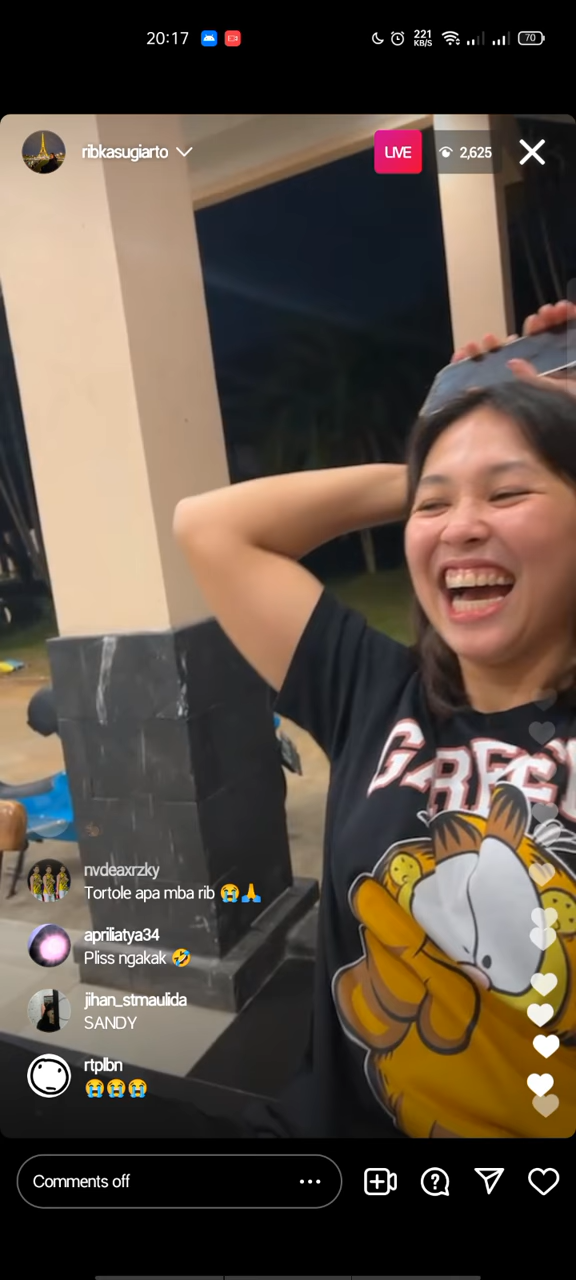 20:17
221
KB/S
70
ribkasugiarto
LIVE
2,625
nvdeaxrzky
Tortole apa mba rib 😭🙏
apriliatya34
Pliss ngakak 🤣
jihan_stmaulida
SANDY
rtplbn
😭😭😭
Comments off